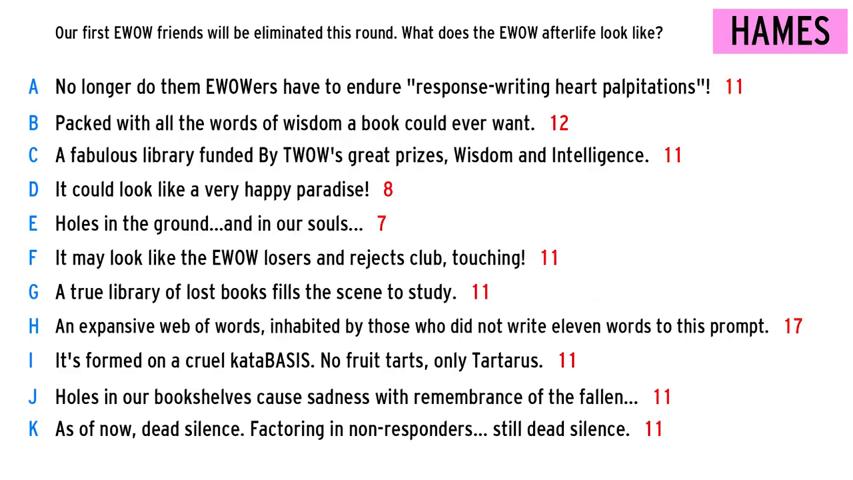 Our first EWOW friends will be eliminated this round. What does the EWOW afterlife look like?
HAMES
A No longer do them EWOWers have to endure "response-writing heart palpitations"! 11
B Packed with all the words of wisdom a book could ever want. 12
C A fabulous library funded By TWOW's great prizes, Wisdom and Intelligence. 11
D It could look like a very happy paradise! 8
E Holes in the ground...and in our souls... 7
F It may look like the EWOW losers and rejects club, touching! 11
G A true library of lost books fills the scene to study. 11
H An expansive web of words, inhabited by those who did not write eleven words to this prompt. 17
I It's formed on a cruel kataBASIS. No fruit tarts, only Tartarus. 11
J Holes in our bookshelves cause sadness with remembrance of the fallen... 11
K As of now, dead silence. Factoring in non-responders... still dead silence. 11